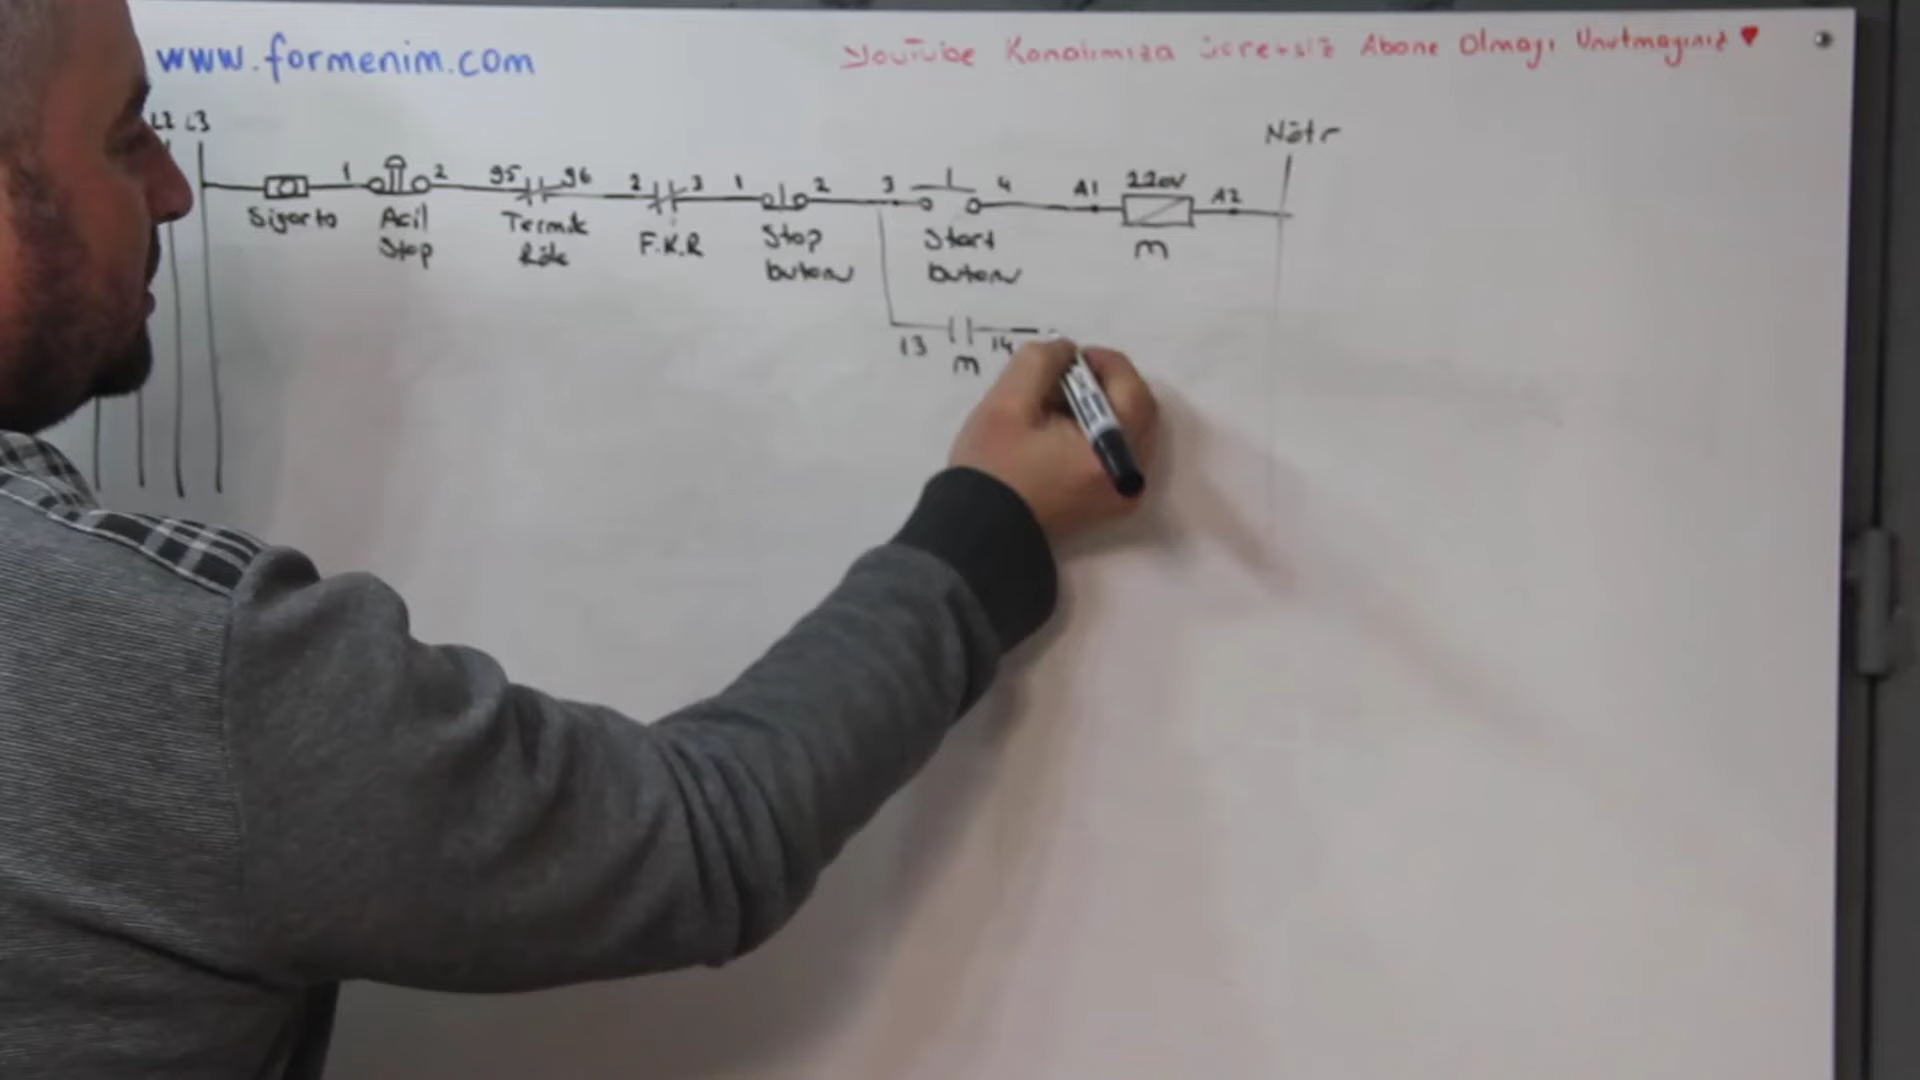 www.formenim.com
YouTube Kanalımıza ücretsiz Abone Olmayı Unutmayınız ♥
L2 L3
Nötr
1 2 95 96 2 3 1 2 3 4 A1 220V A2
Sigorta Acil Stop Termik Röle F.K.R Stop buton Start buton M
13 14
M